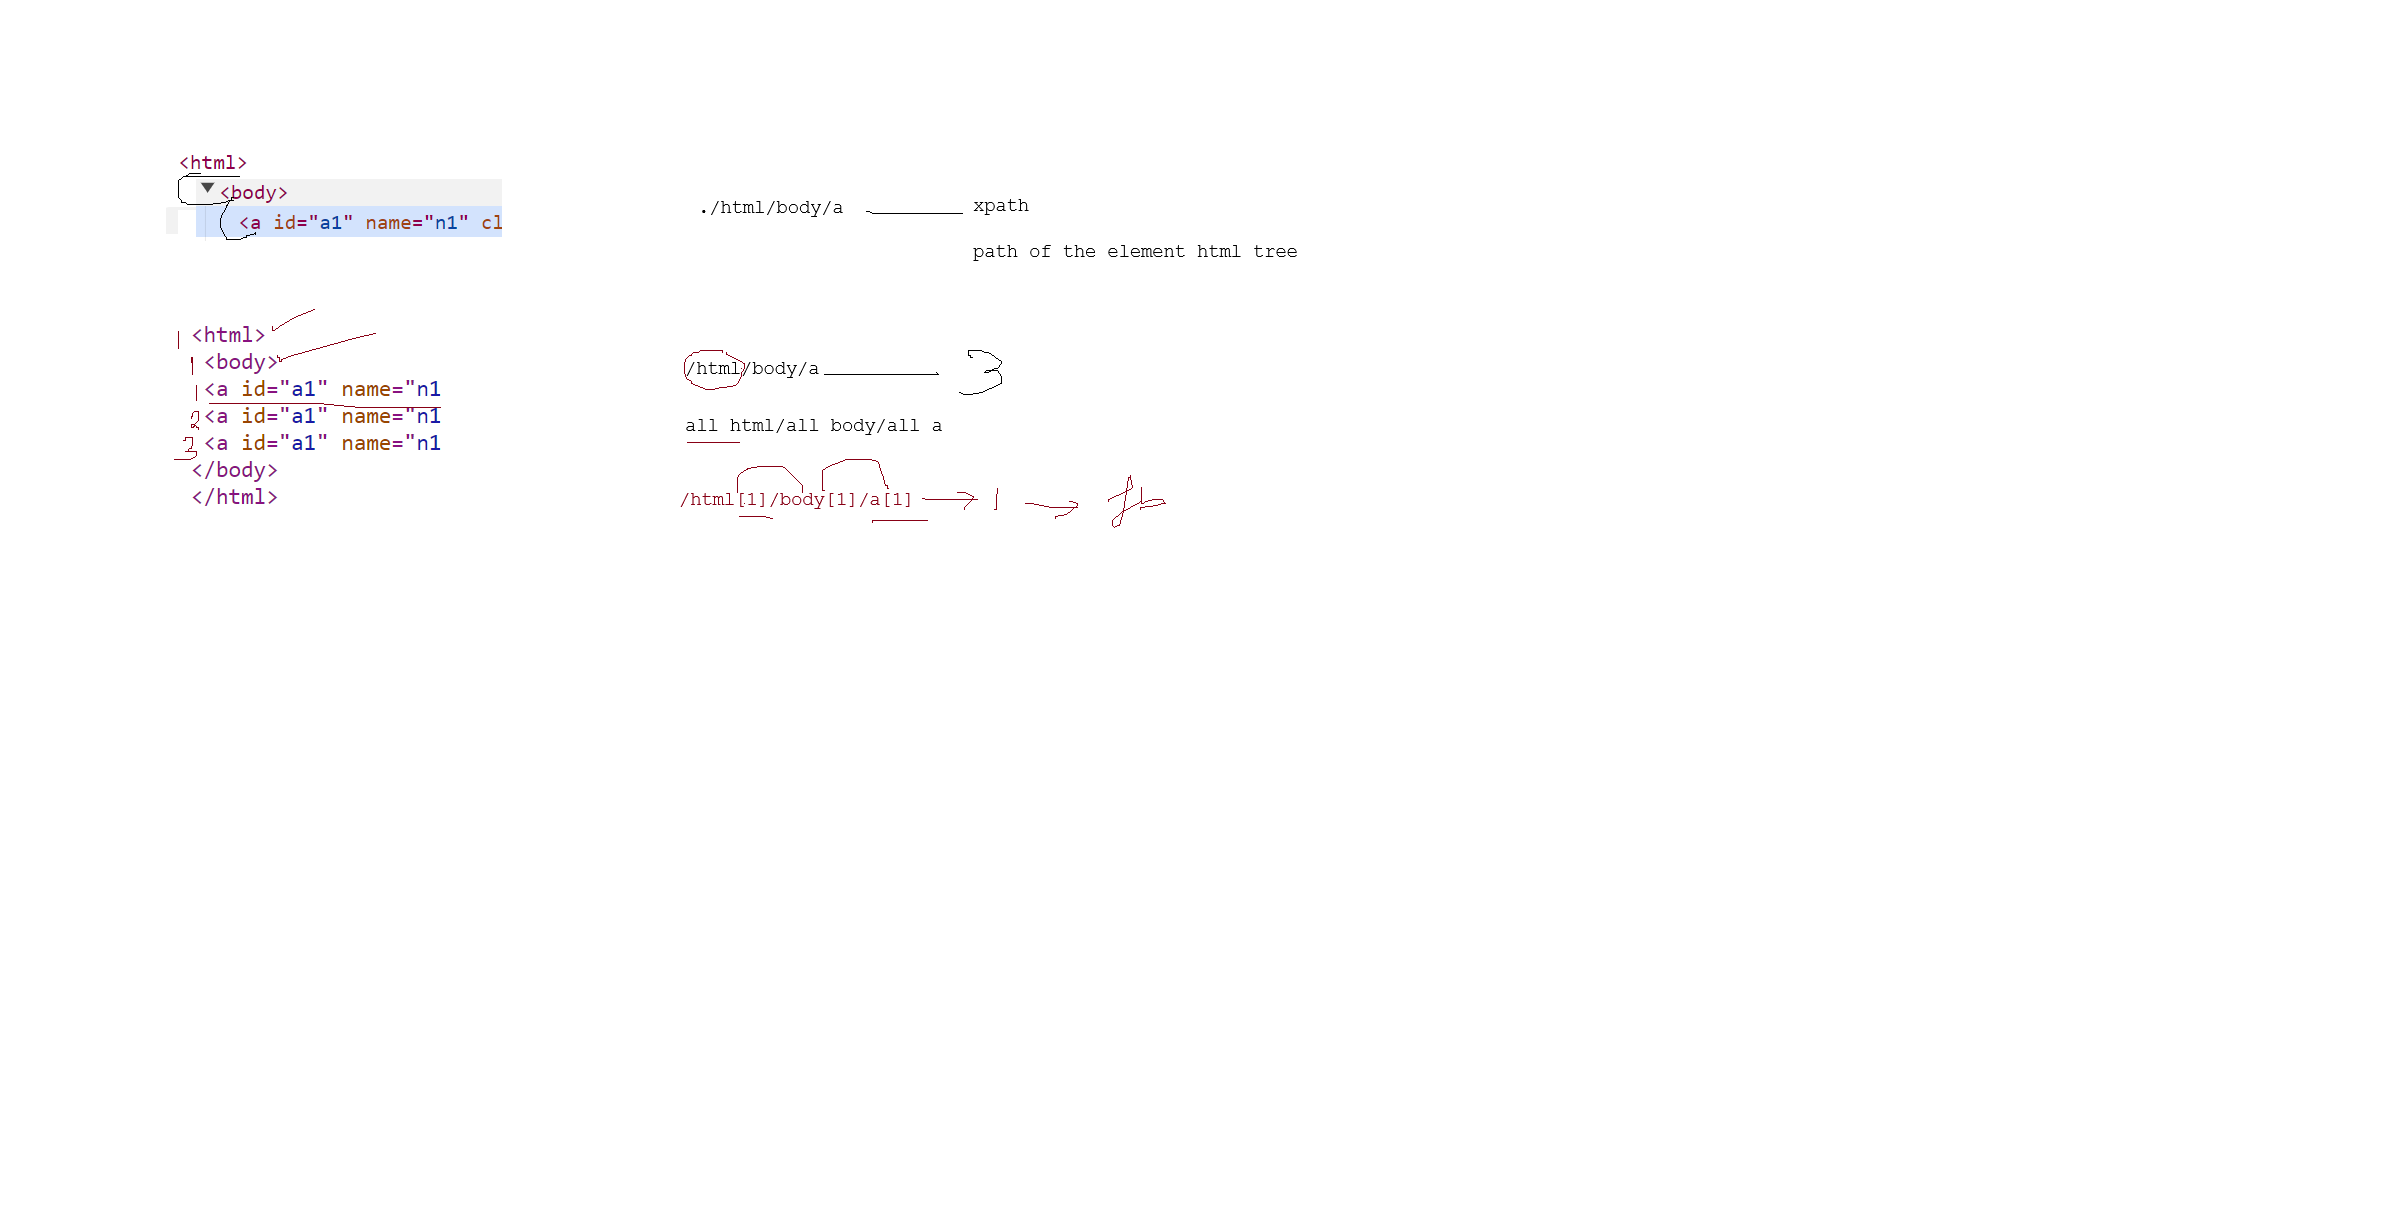 <html>
<body>
<a id="a1" name="n1" cl
./html/body/a xpath
path of the element html tree
1 <html>
1 <body>
1 <a id="a1" name="n1
2 <a id="a1" name="n1
3 <a id="a1" name="n1
</body>
</html>
/html/body/a 3
all html/all body/all a
/html[1]/body[1]/a[1] → 1 →